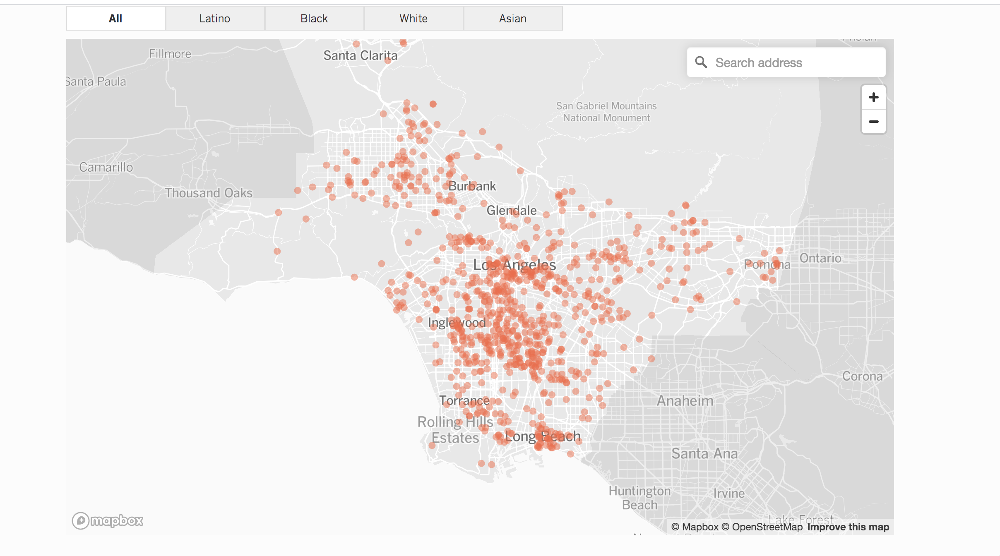 All
Latino
Black
White
Asian
Fillmore
Santa Clarita
Search address
Santa Paula
San Gabriel Mountains
National Monument
+
−
Camarillo
Thousand Oaks
Burbank
Glendale
Los Angeles
Pomona
Ontario
Inglewood
Corona
Torrance
Anaheim
Rolling Hills
Estates
Long Beach
Santa Ana
Huntington
Beach
Irvine
Lake Forest
mapbox
© Mapbox © OpenStreetMap Improve this map